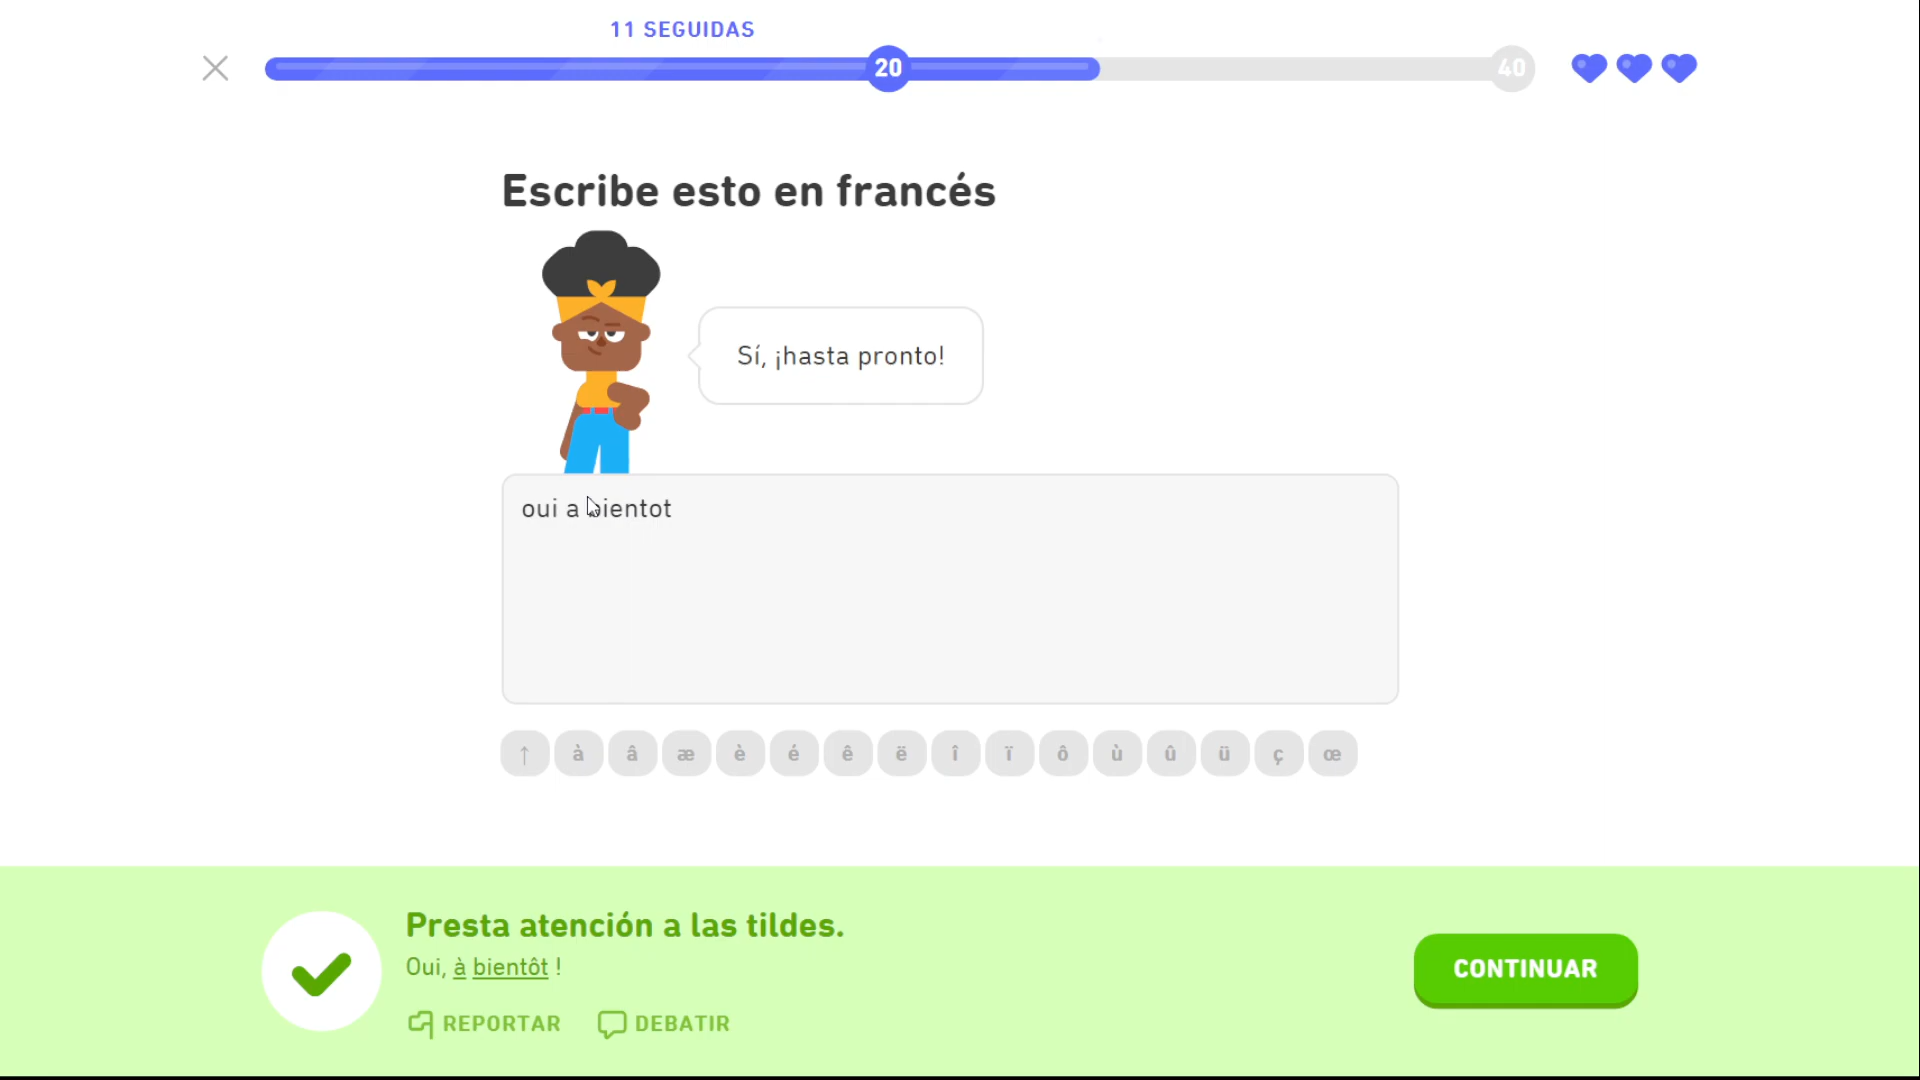 11 SEGUIDAS
20
40
Escribe esto en francés
Sí, ¡hasta pronto!
oui a bientot
↑ à â æ è é ê ë î ï ô ù û ü ç œ
Presta atención a las tildes.
Oui, à bientôt !
CONTINUAR
REPORTAR DEBATIR